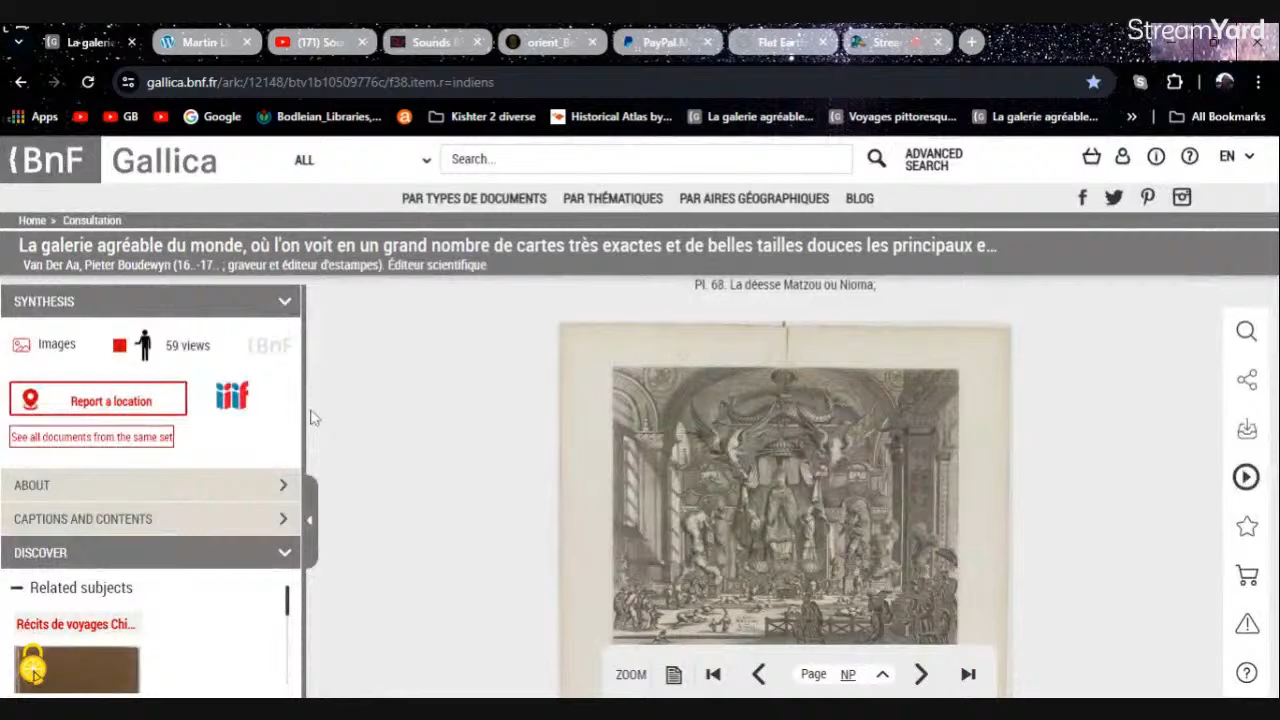 StreamYard
La galerie
Martin L
(171) Sou
Sounds
orient_B
PayPal.M
Flat Earth
Strea
gallica.bnf.fr/ark:/12148/btv1b10509776c/f38.item.r=indiens
Apps
GB
Google
Bodleian_Libraries,...
Kishter 2 diverse
Historical Atlas by...
La galerie agréable...
Voyages pittoresqu...
La galerie agréable...
»
All Bookmarks
{BnF Gallica
ALL
Search...
ADVANCED
SEARCH
EN
PAR TYPES DE DOCUMENTS
PAR THÉMATIQUES
PAR AIRES GÉOGRAPHIQUES
BLOG
Home > Consultation
La galerie agréable du monde, où l'on voit en un grand nombre de cartes très exactes et de belles tailles douces les principaux e...
Van Der Aa, Pieter Boudewyn (16..-17.. ; graveur et éditeur d'estampes). Éditeur scientifique
Pl. 68. La déesse Matzou ou Nioma;
SYNTHESIS
Images
59 views
{BnF
Report a location
iiif
See all documents from the same set
ABOUT
CAPTIONS AND CONTENTS
DISCOVER
Related subjects
Récits de voyages Chi...
ZOOM
Page NP